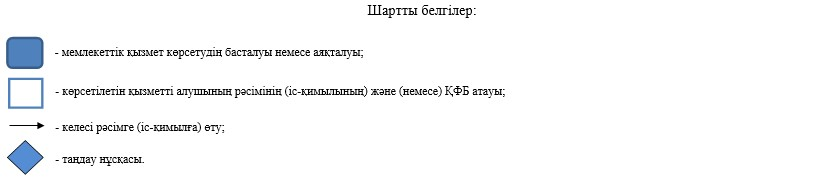 Шартты белгілер:
- мемлекеттік қызмет көрсетудің басталуы немесе аяқталуы;
- көрсетілетін қызметті алушының рәсімінің (іс-қимылының) және (немесе) ҚФБ атауы;
- келесі рәсімге (іс-қимылға) өту;
- таңдау нұсқасы.